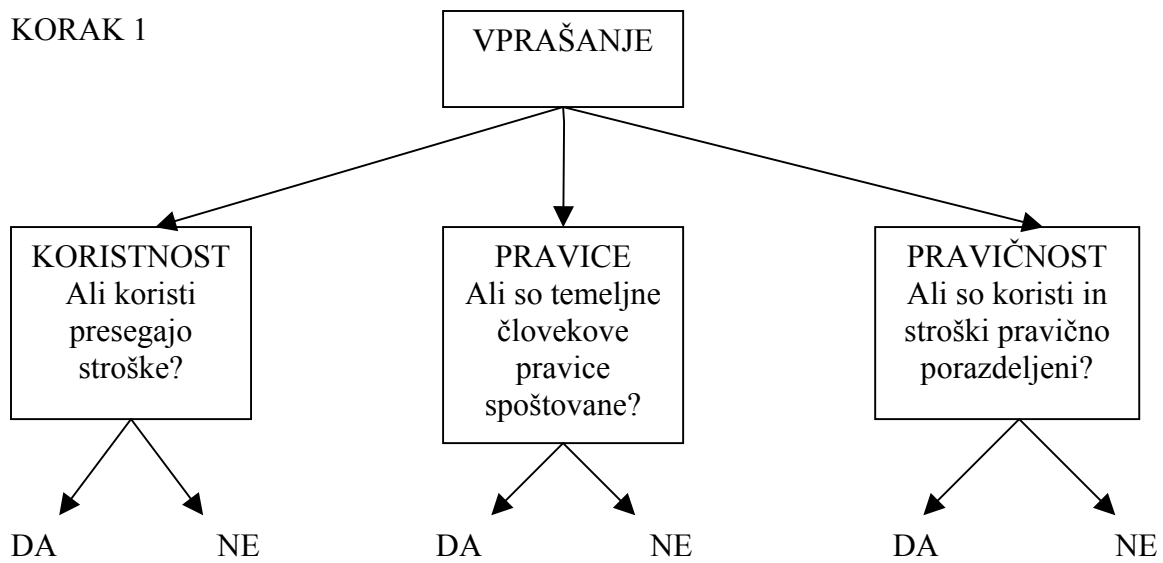 KORAK 1
VPRAŠANJE
KORISTNOST
Ali koristi
presegajo
stroške?
PRAVICE
Ali so temeljne
človekove
pravice
spoštovane?
PRAVIČNOST
Ali so koristi in
stroški pravično
porazdeljeni?
DA
NE
DA
NE
DA
NE